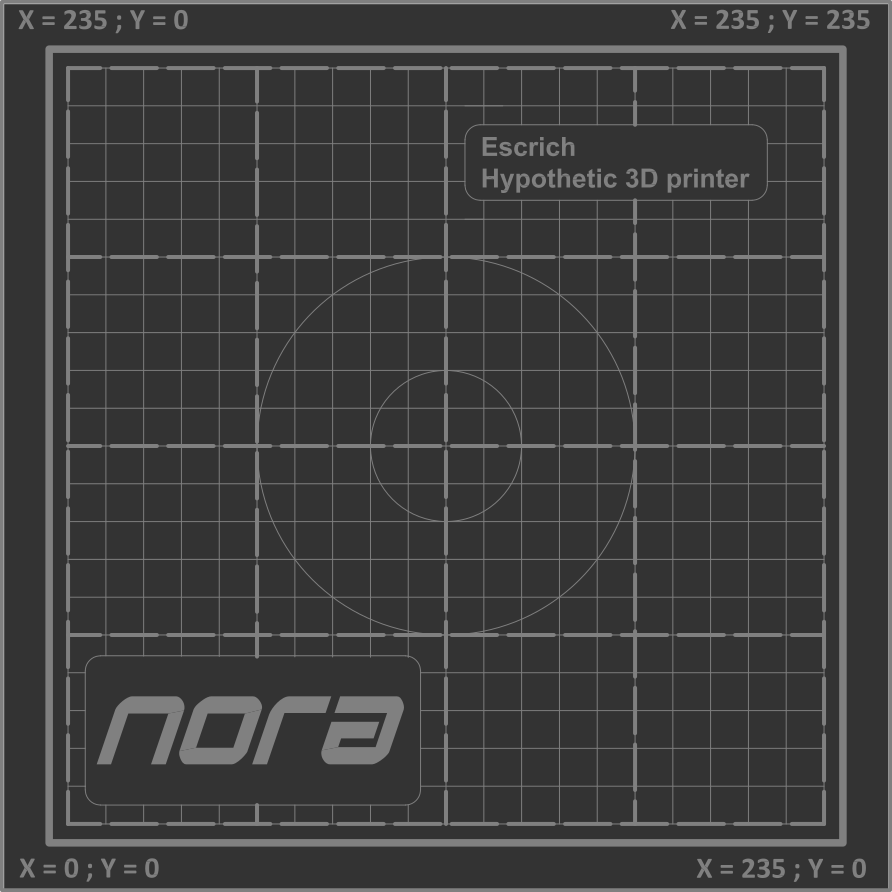 X = 235 ; Y = 0
X = 235 ; Y = 235
Escrich
Hypothetic 3D printer
nora
X = 0 ; Y = 0
X = 235 ; Y = 0